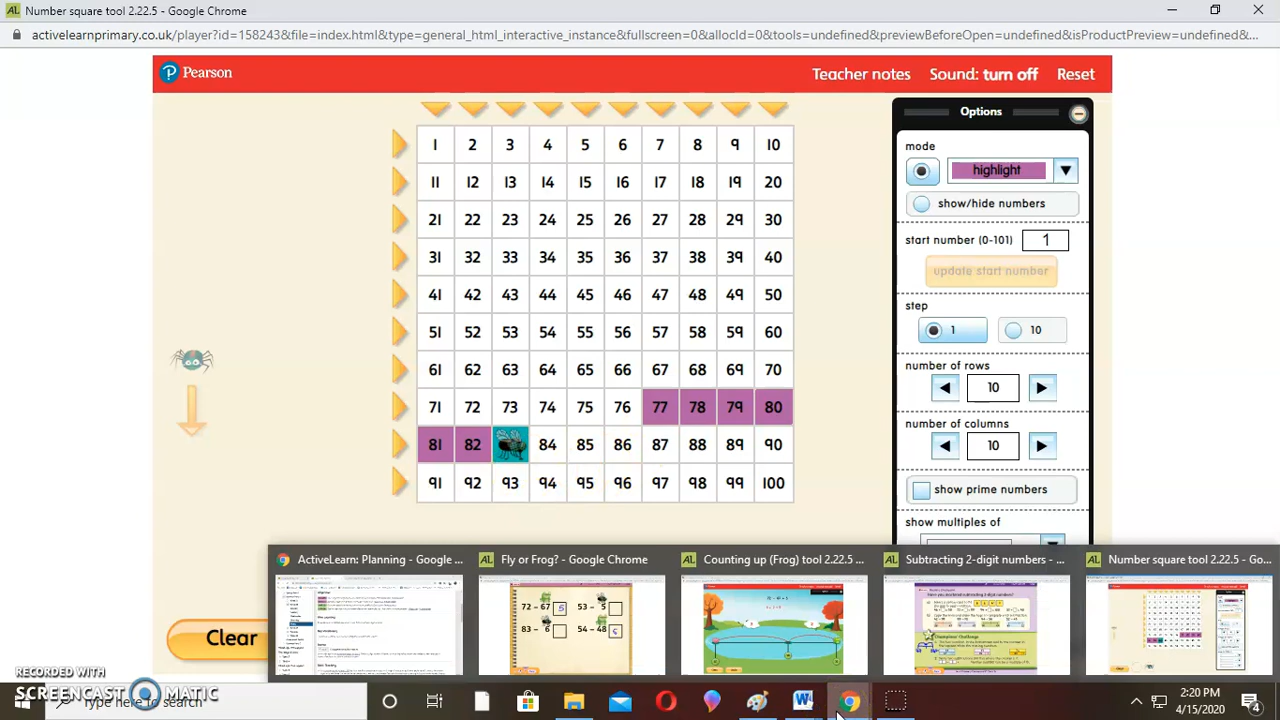 Number square tool 2.22.5 - Google Chrome
activelearnprimary.co.uk/player?id=158243&file=index.html&type=general_html_interactive_instance&fullscreen=0&allocId=0&tools=undefined&previewBeforeOpen=undefined&isProductPreview=undefined&...
Pearson
Teacher notes
Sound: turn off
Reset
1 2 3 4 5 6 7 8 9 10
11 12 13 14 15 16 17 18 19 20
21 22 23 24 25 26 27 28 29 30
31 32 33 34 35 36 37 38 39 40
41 42 43 44 45 46 47 48 49 50
51 52 53 54 55 56 57 58 59 60
61 62 63 64 65 66 67 68 69 70
71 72 73 74 75 76 77 78 79 80
81 82 84 85 86 87 88 89 90
91 92 93 94 95 96 97 98 99 100
Options
mode
highlight
show/hide numbers
start number (0-101) 1
update start number
step
1 10
number of rows
10
number of columns
10
show prime numbers
show multiples of
Clear
ActiveLearn: Planning - Google ...
Fly or Frog? - Google Chrome
Counting up (Frog) tool 2.22.5 ...
Subtracting 2-digit numbers - ...
Number square tool 2.22.5 - Go...
72 - 67 5 53 - 5
83 - 6
RECORDED WITH
SCREENCAST MATIC
Type here to search
2:20 PM
4/15/2020
4